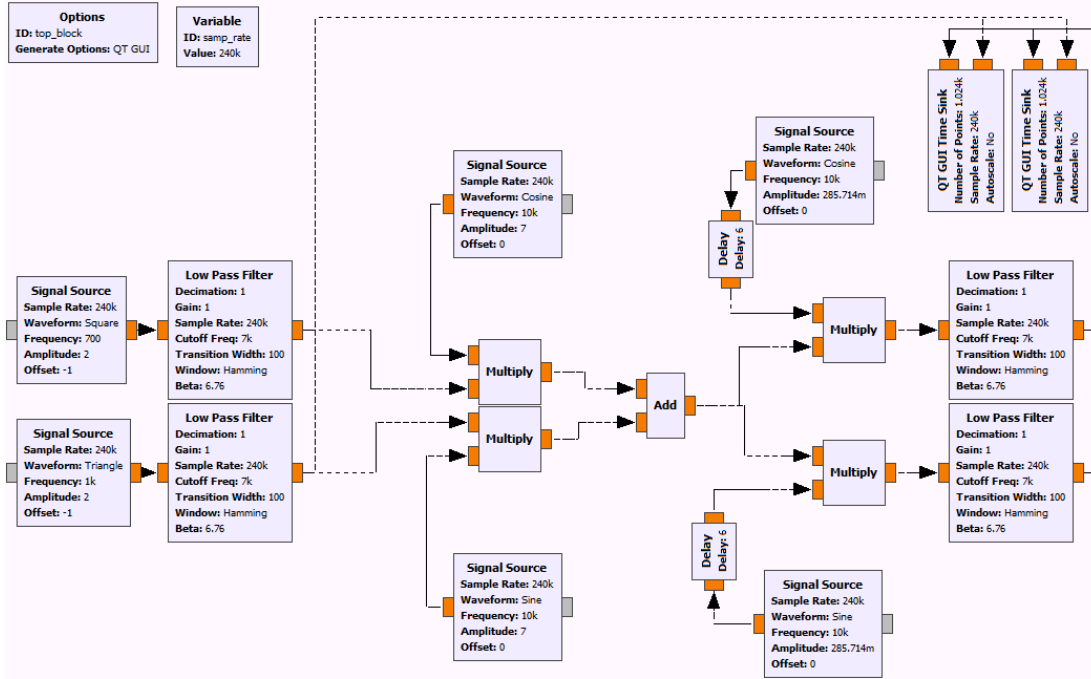 Options
ID: top_block
Generate Options: QT GUI
Variable
ID: samp_rate
Value: 240k
QT GUI Time Sink
Number of Points: 1.024k
Sample Rate: 240k
Autoscale: No
QT GUI Time Sink
Number of Points: 1.024k
Sample Rate: 240k
Autoscale: No
Signal Source
Sample Rate: 240k
Waveform: Cosine
Frequency: 10k
Amplitude: 7
Offset: 0
Signal Source
Sample Rate: 240k
Waveform: Cosine
Frequency: 10k
Amplitude: 285.714m
Offset: 0
Delay
Delay: 6
Signal Source
Sample Rate: 240k
Waveform: Square
Frequency: 700
Amplitude: 2
Offset: -1
Low Pass Filter
Decimation: 1
Gain: 1
Sample Rate: 240k
Cutoff Freq: 7k
Transition Width: 100
Window: Hamming
Beta: 6.76
Multiply
Multiply
Add
Multiply
Low Pass Filter
Decimation: 1
Gain: 1
Sample Rate: 240k
Cutoff Freq: 7k
Transition Width: 100
Window: Hamming
Beta: 6.76
Signal Source
Sample Rate: 240k
Waveform: Triangle
Frequency: 1k
Amplitude: 2
Offset: -1
Low Pass Filter
Decimation: 1
Gain: 1
Sample Rate: 240k
Cutoff Freq: 7k
Transition Width: 100
Window: Hamming
Beta: 6.76
Multiply
Low Pass Filter
Decimation: 1
Gain: 1
Sample Rate: 240k
Cutoff Freq: 7k
Transition Width: 100
Window: Hamming
Beta: 6.76
Delay
Delay: 6
Signal Source
Sample Rate: 240k
Waveform: Sine
Frequency: 10k
Amplitude: 7
Offset: 0
Signal Source
Sample Rate: 240k
Waveform: Sine
Frequency: 10k
Amplitude: 285.714m
Offset: 0